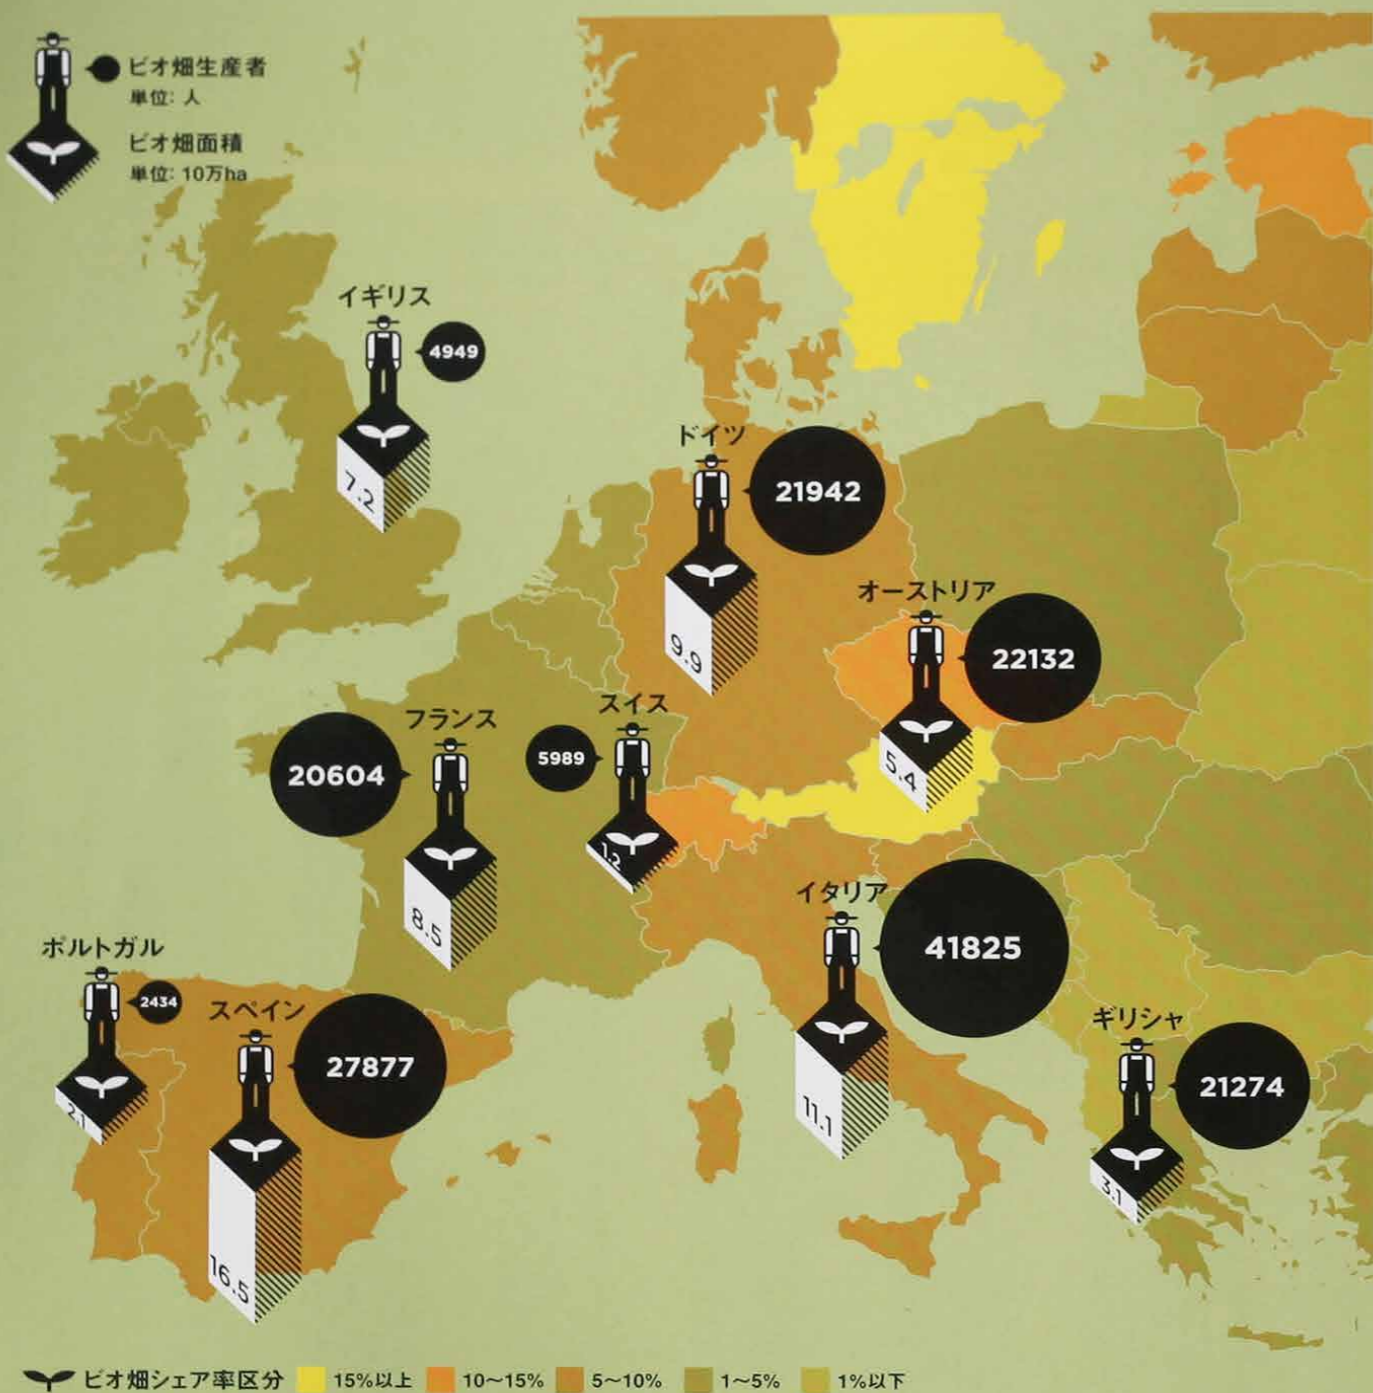 ビオ畑生産者
単位: 人
ビオ畑面積
単位: 10万ha
イギリス
4949
7.2
ドイツ
21942
9.9
オーストリア
22132
5.4
フランス
20604
8.5
スイス
5989
1.2
イタリア
41825
11.1
ポルトガル
2434
2.1
スペイン
27877
16.5
ギリシャ
21274
3.1
ビオ畑シェア率区分 15%以上 10〜15% 5〜10% 1〜5% 1%以下